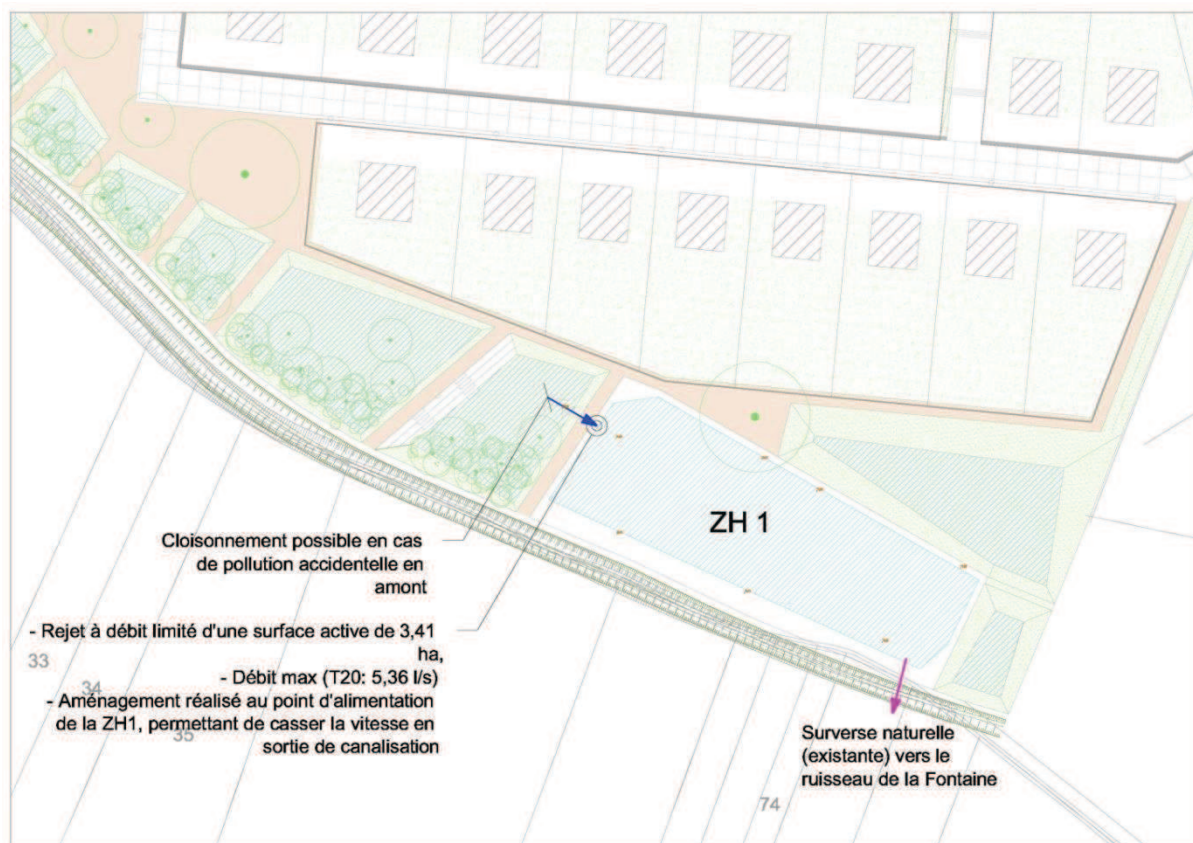 ZH 1
Cloisonnement possible en cas
de pollution accidentelle en
amont
- Rejet à débit limité d'une surface active de 3,41
ha,
- Débit max (T20: 5,36 l/s)
- Aménagement réalisé au point d'alimentation
de la ZH1, permettant de casser la vitesse en
sortie de canalisation
33
34
35
Surverse naturelle
(existante) vers le
ruisseau de la Fontaine
74